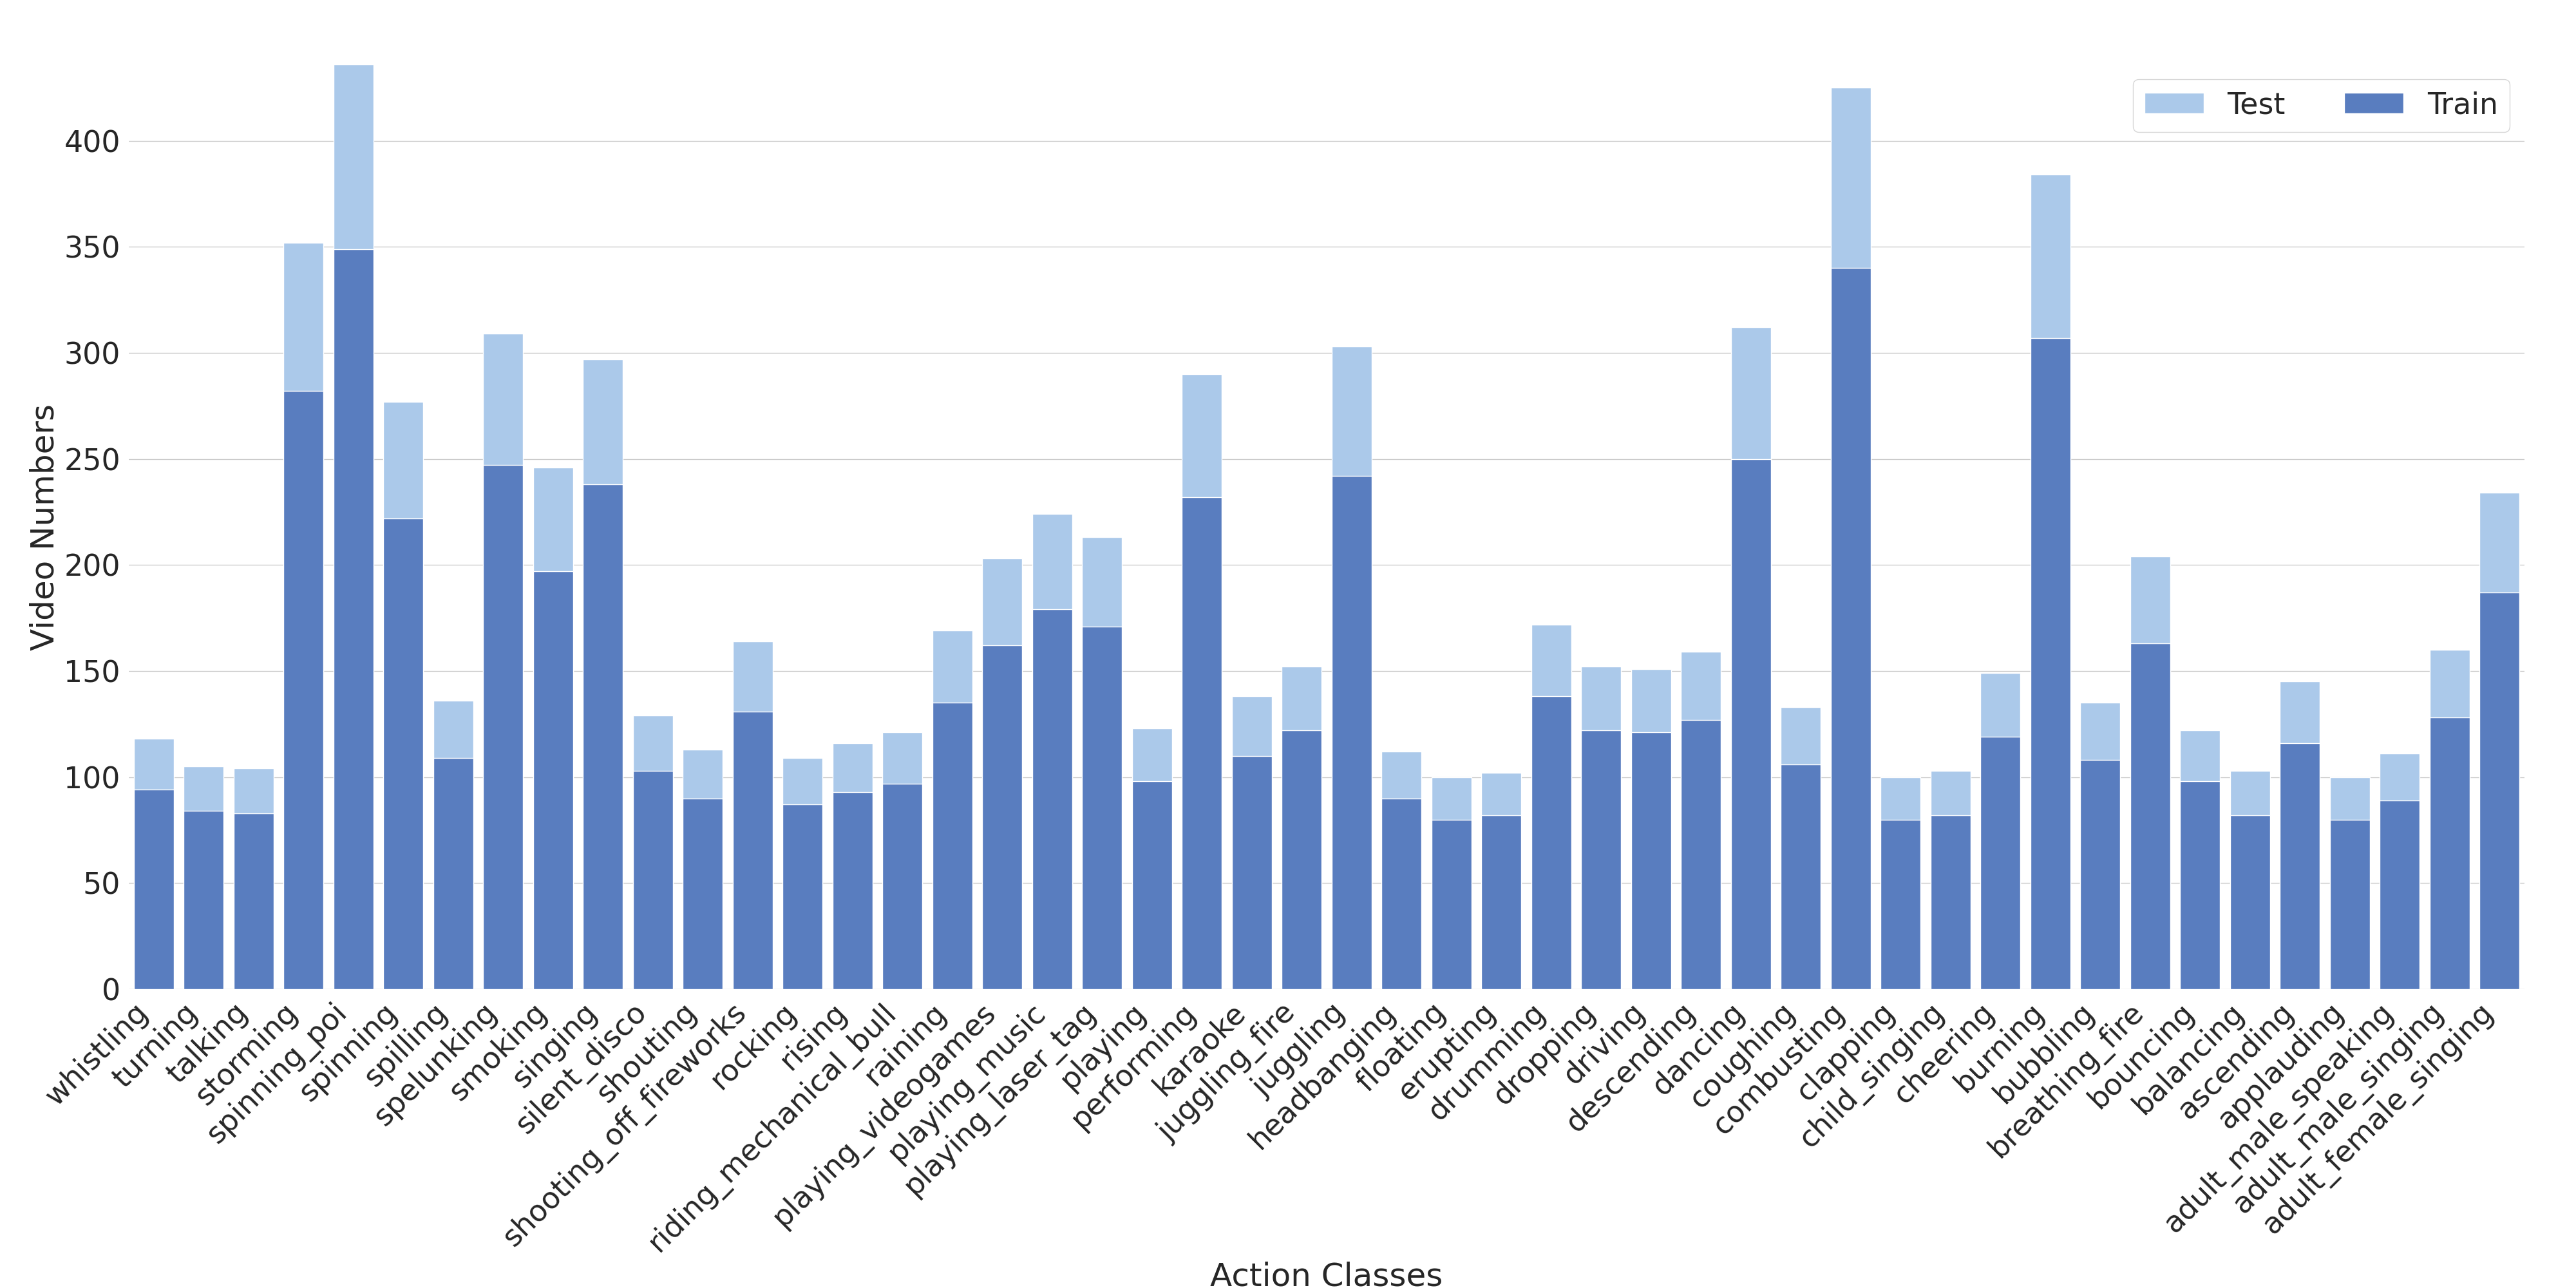 Test
Train
Video Numbers
400
350
300
250
200
150
100
50
0
whistling
turning
talking
storming
spinning_poi
spinning
spilling
spelunking
smoking
singing
silent_disco
shouting
shooting_off_fireworks
rocking
rising
riding_mechanical_bull
raining
playing_videogames
playing_music
playing_laser_tag
playing
performing
karaoke
juggling_fire
juggling
headbanging
floating
erupting
drumming
dropping
driving
descending
dancing
coughing
combusting
clapping
child_singing
cheering
burning
bubbling
breathing_fire
bouncing
balancing
ascending
applauding
adult_male_speaking
adult_male_singing
adult_female_singing
Action Classes